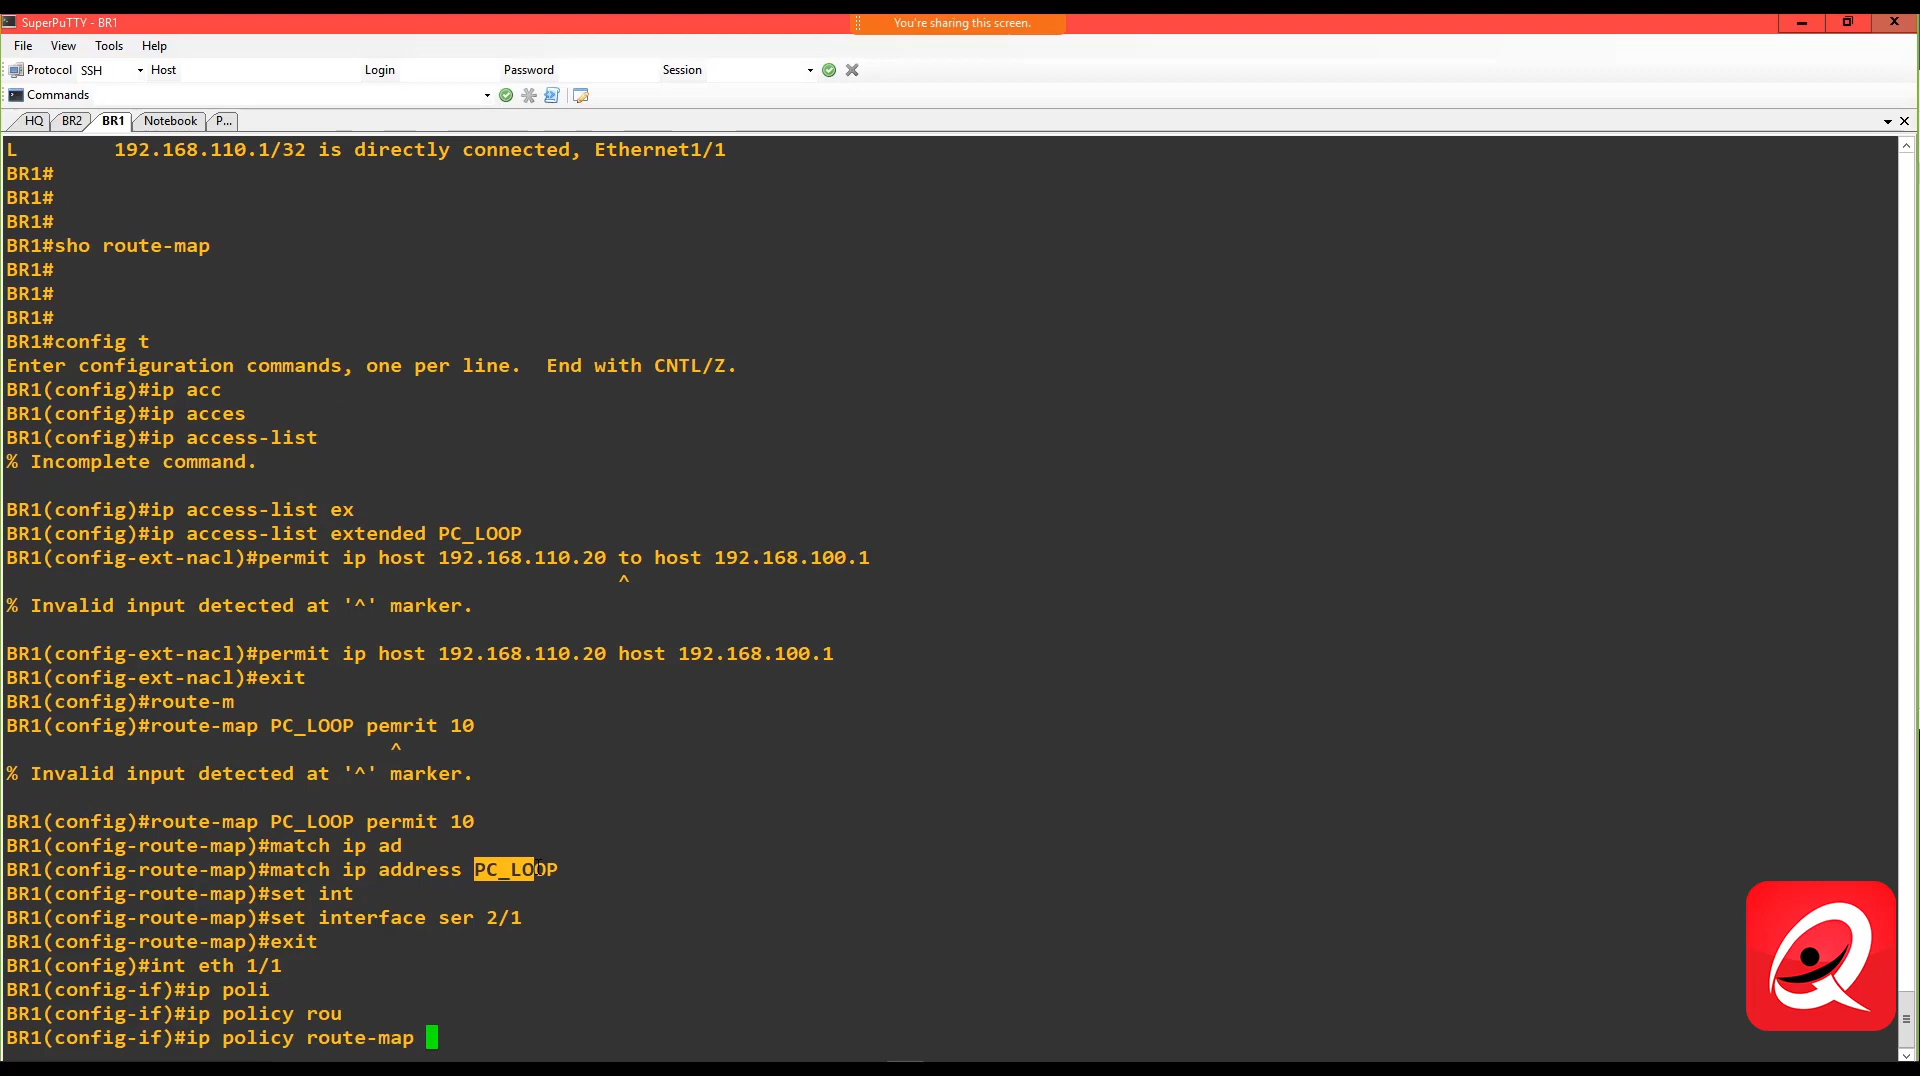 SuperPuTTY - BR1
You're sharing this screen.
File View Tools Help
Protocol SSH Host Login Password Session
Commands
HQ BR2 BR1 Notebook P...
L        192.168.110.1/32 is directly connected, Ethernet1/1
BR1#
BR1#
BR1#
BR1#sho route-map
BR1#
BR1#
BR1#
BR1#config t
Enter configuration commands, one per line.  End with CNTL/Z.
BR1(config)#ip acc
BR1(config)#ip acces
BR1(config)#ip access-list
% Incomplete command.
BR1(config)#ip access-list ex
BR1(config)#ip access-list extended PC_LOOP
BR1(config-ext-nacl)#permit ip host 192.168.110.20 to host 192.168.100.1
^
% Invalid input detected at '^' marker.
BR1(config-ext-nacl)#permit ip host 192.168.110.20 host 192.168.100.1
BR1(config-ext-nacl)#exit
BR1(config)#route-m
BR1(config)#route-map PC_LOOP pemrit 10
^
% Invalid input detected at '^' marker.
BR1(config)#route-map PC_LOOP permit 10
BR1(config-route-map)#match ip ad
BR1(config-route-map)#match ip address PC_LOOP
BR1(config-route-map)#set int
BR1(config-route-map)#set interface ser 2/1
BR1(config-route-map)#exit
BR1(config)#int eth 1/1
BR1(config-if)#ip poli
BR1(config-if)#ip policy rou
BR1(config-if)#ip policy route-map